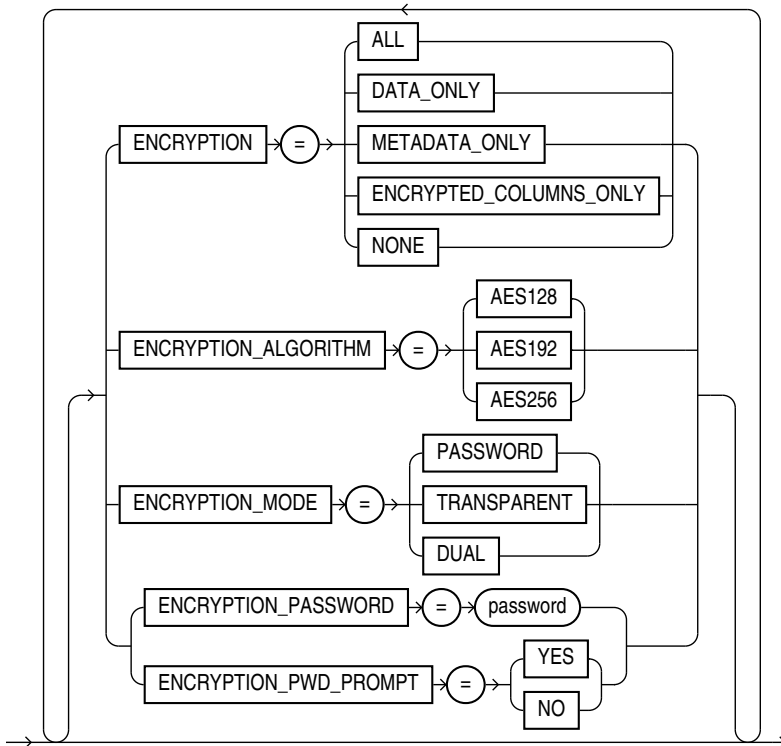 ALL
DATA_ONLY
ENCRYPTION = METADATA_ONLY
ENCRYPTED_COLUMNS_ONLY
NONE
AES128
ENCRYPTION_ALGORITHM = AES192
AES256
PASSWORD
ENCRYPTION_MODE = TRANSPARENT
DUAL
ENCRYPTION_PASSWORD = password
YES
ENCRYPTION_PWD_PROMPT =
NO